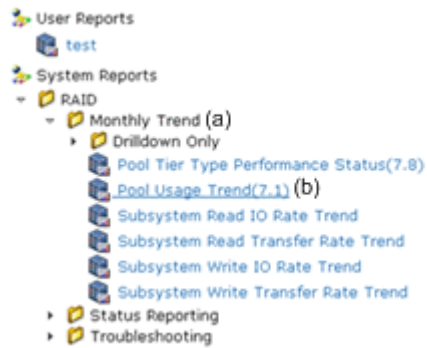 User Reports
test
System Reports
RAID
Monthly Trend (a)
Drilldown Only
Pool Tier Type Performance Status(7.8)
Pool Usage Trend(7.1) (b)
Subsystem Read IO Rate Trend
Subsystem Read Transfer Rate Trend
Subsystem Write IO Rate Trend
Subsystem Write Transfer Rate Trend
Status Reporting
Troubleshooting